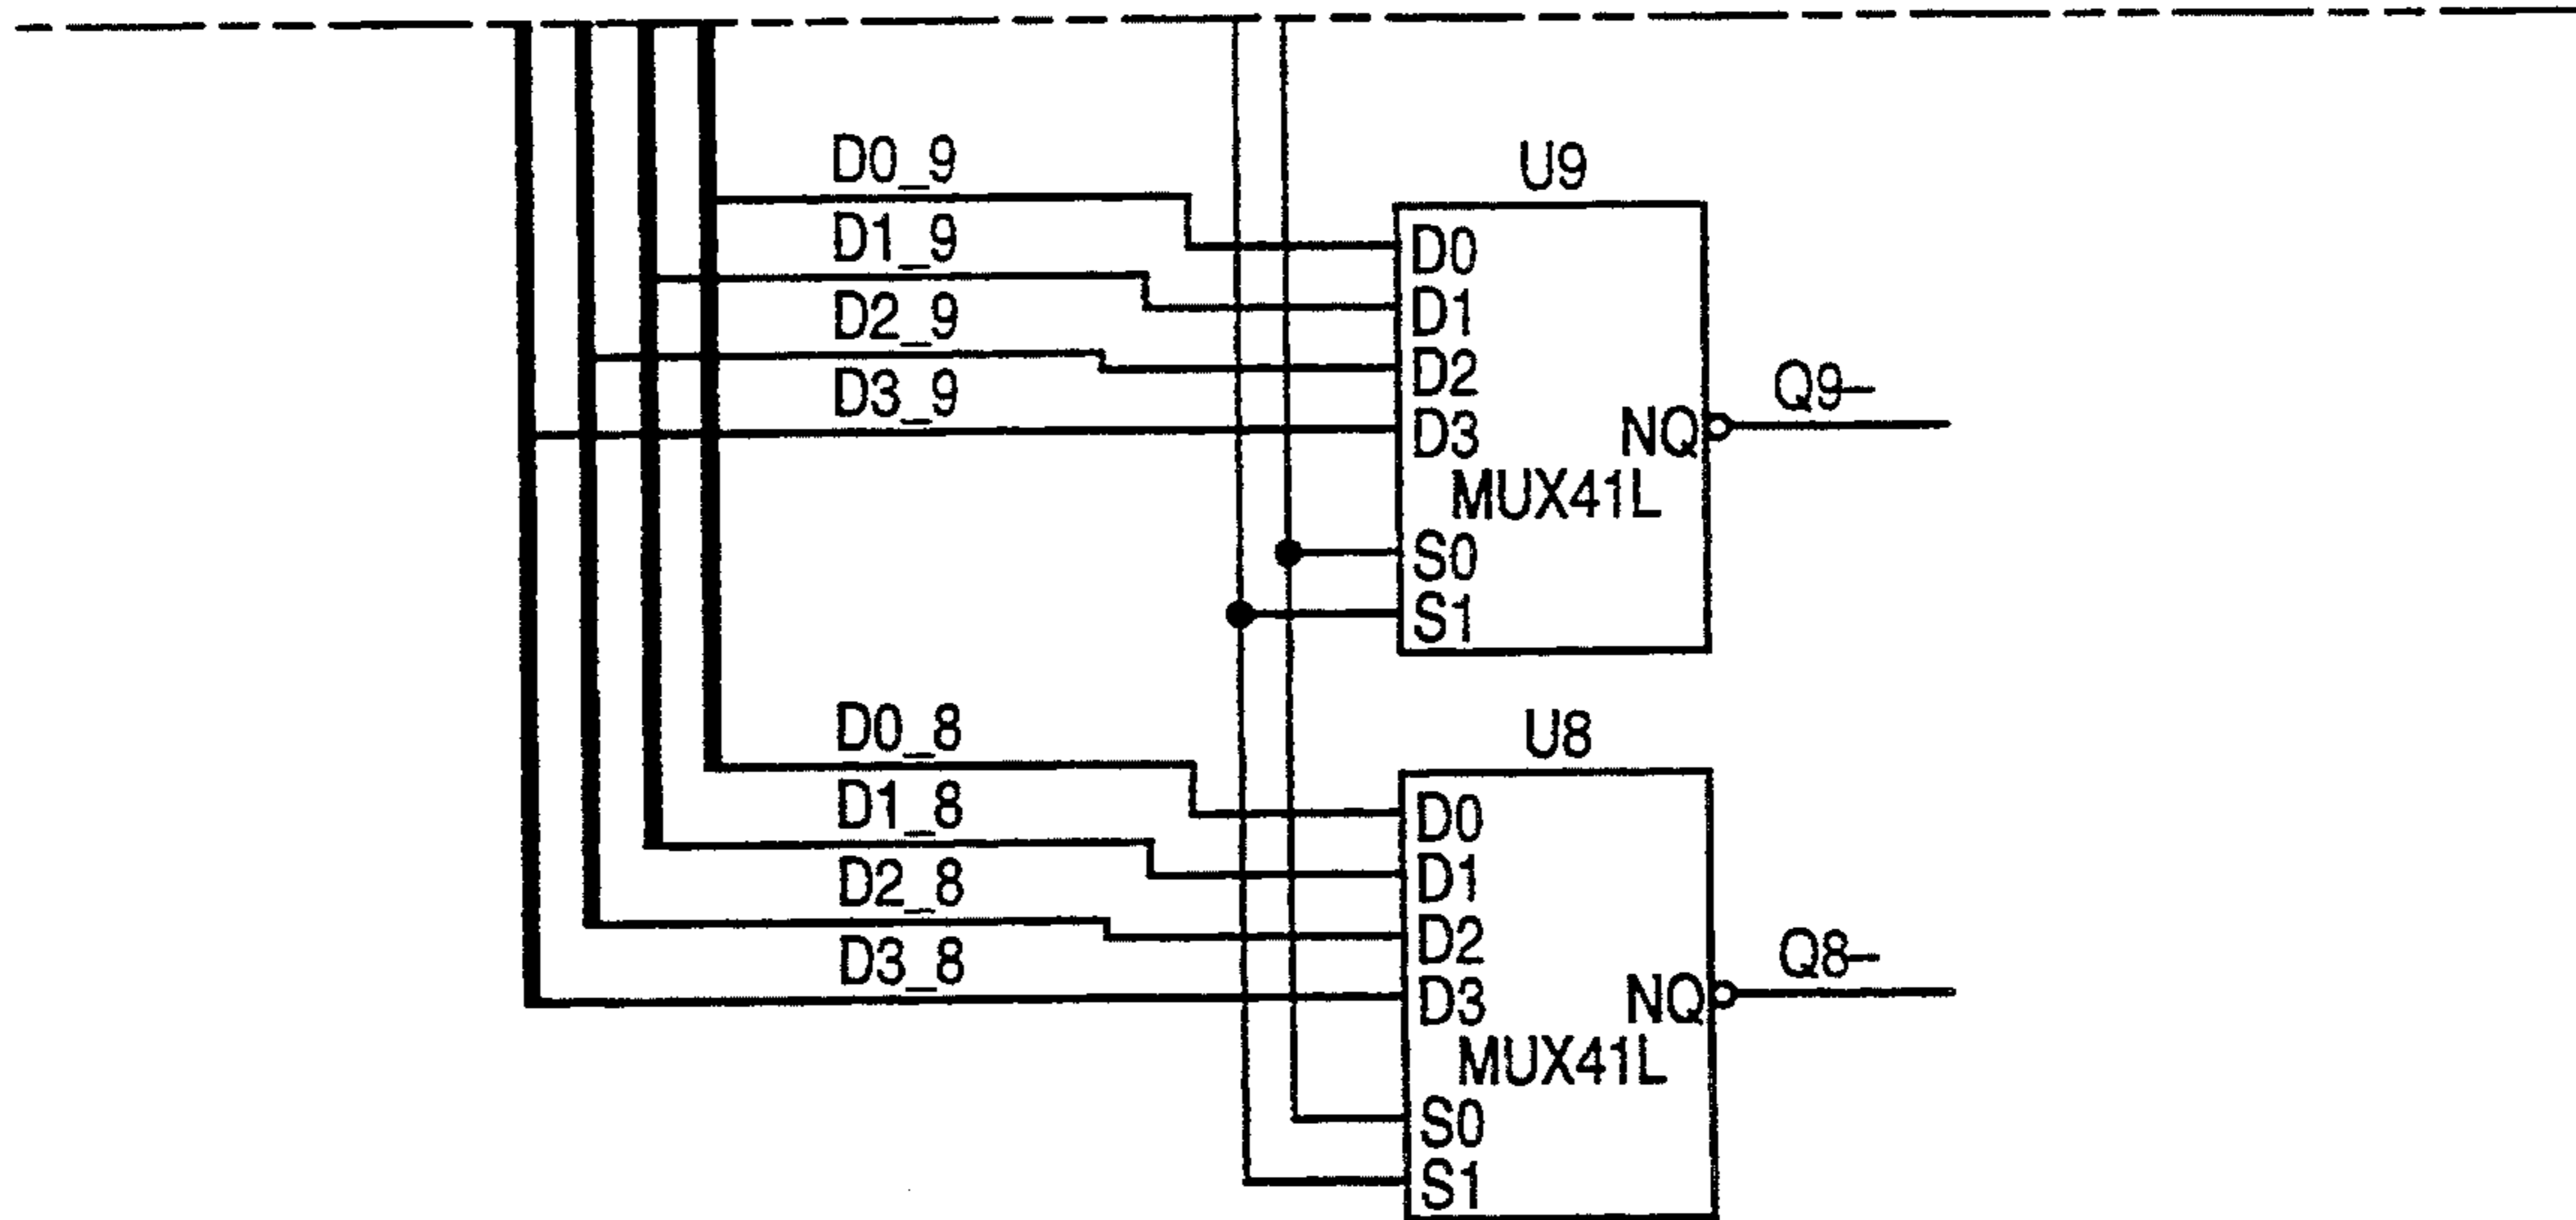 D0_9
D1_9
D2_9
D3_9
U9
D0
D1
D2
D3
NQ
Q9–
MUX41L
S0
S1
D0_8
D1_8
D2_8
D3_8
U8
D0
D1
D2
D3
NQ
Q8–
MUX41L
S0
S1